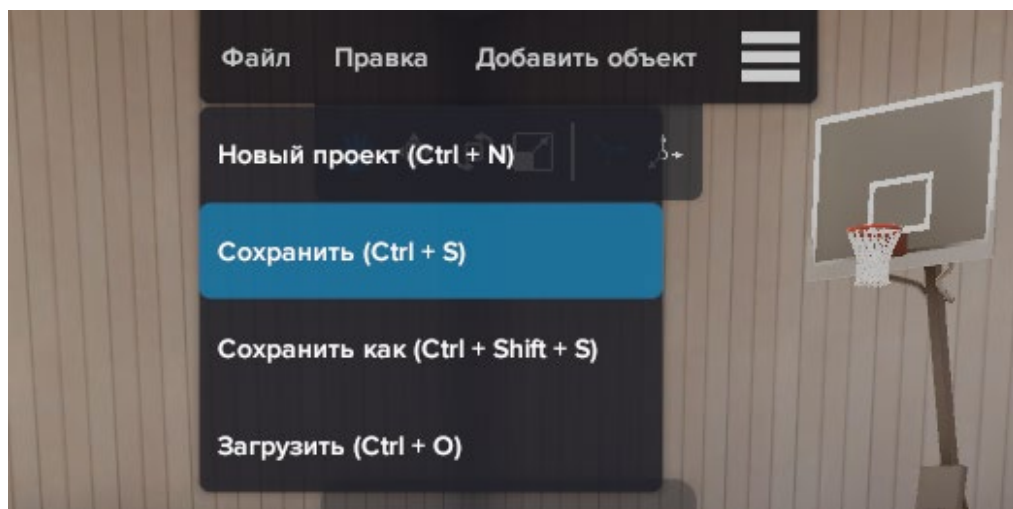 Файл Правка Добавить объект
Новый проект (Ctrl + N)
Сохранить (Ctrl + S)
Сохранить как (Ctrl + Shift + S)
Загрузить (Ctrl + O)